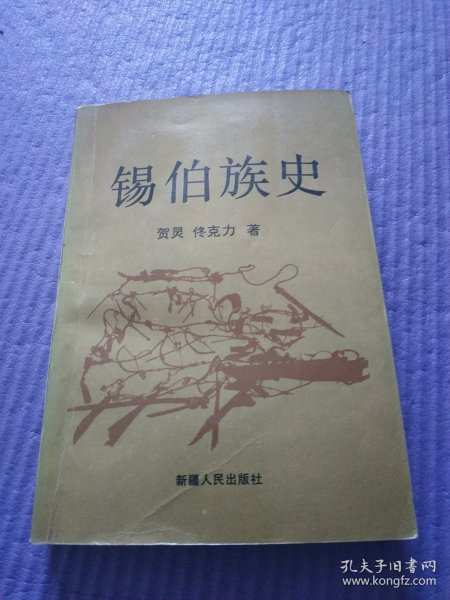 锡伯族史
贺灵 佟克力 著
新疆人民出版社
孔夫子旧书网
www.kongfz.com